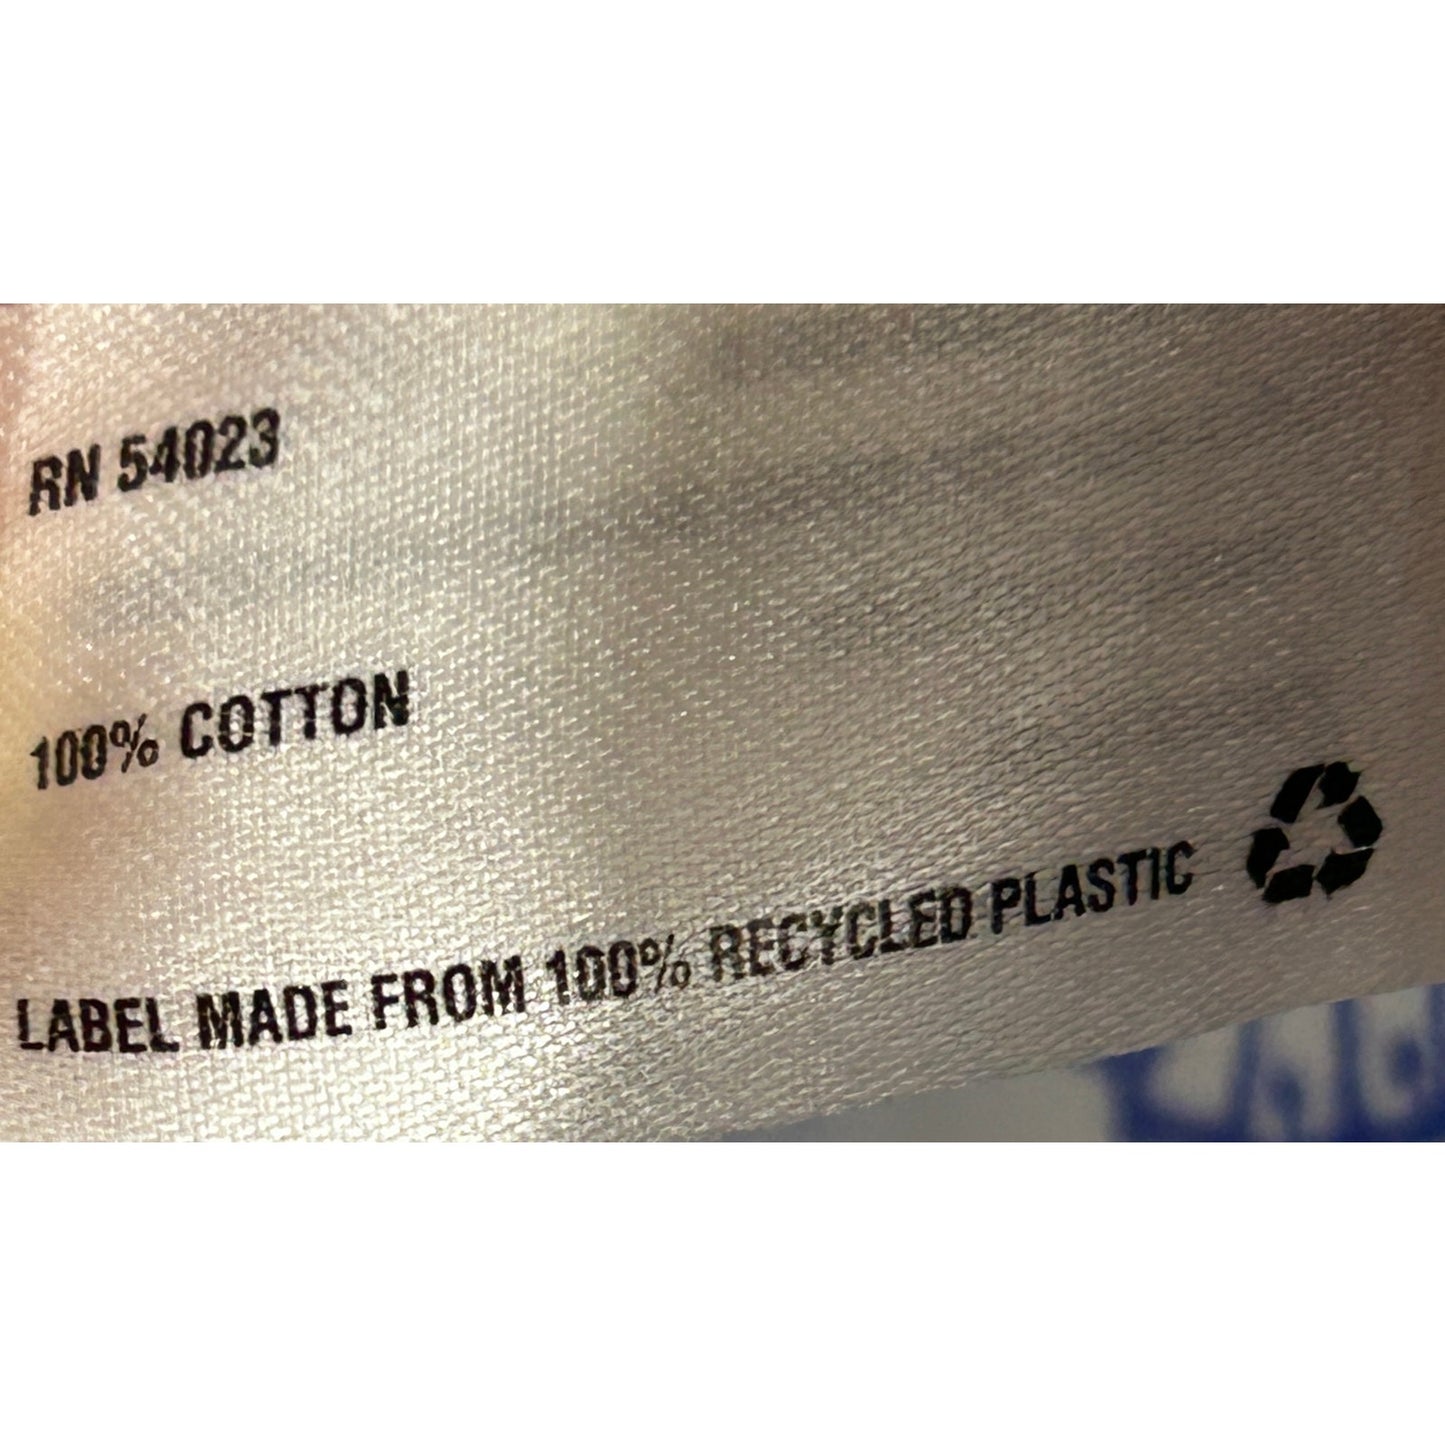 RN 54023
100% COTTON
LABEL MADE FROM 100% RECYCLED PLASTIC